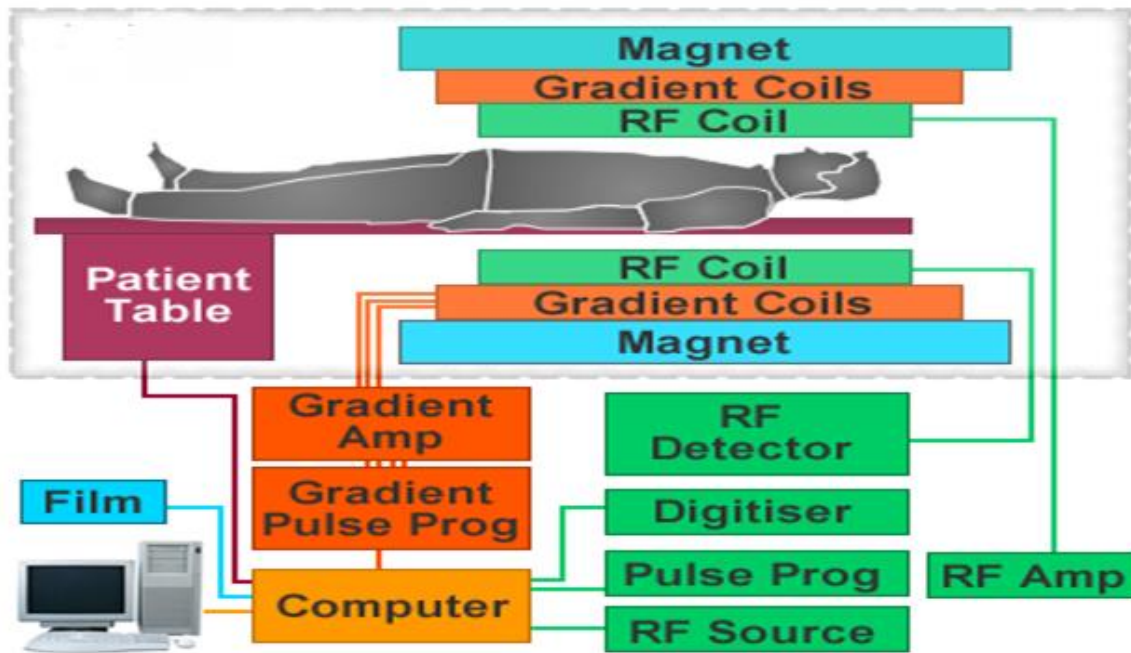 Magnet
Gradient Coils
RF Coil
RF Coil
Gradient Coils
Magnet
Patient
Table
Gradient
Amp
RF
Detector
Gradient
Pulse Prog
Film
Digitiser
Computer
Pulse Prog
RF Amp
RF Source